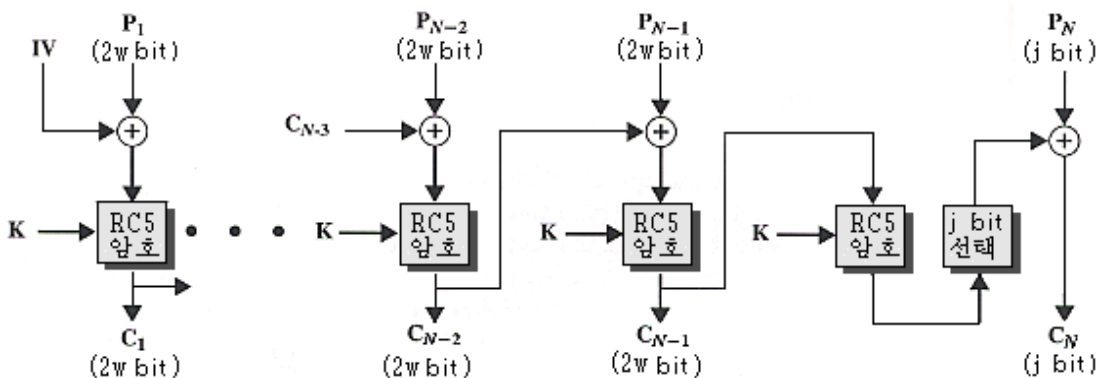 P1
(2w bit)
IV
K
RC5
암호
C1
(2w bit)
PN-2
(2w bit)
CN-3
K
RC5
암호
CN-2
(2w bit)
PN-1
(2w bit)
K
RC5
암호
CN-1
(2w bit)
K
RC5
암호
j bit
선택
PN
(j bit)
CN
(j bit)